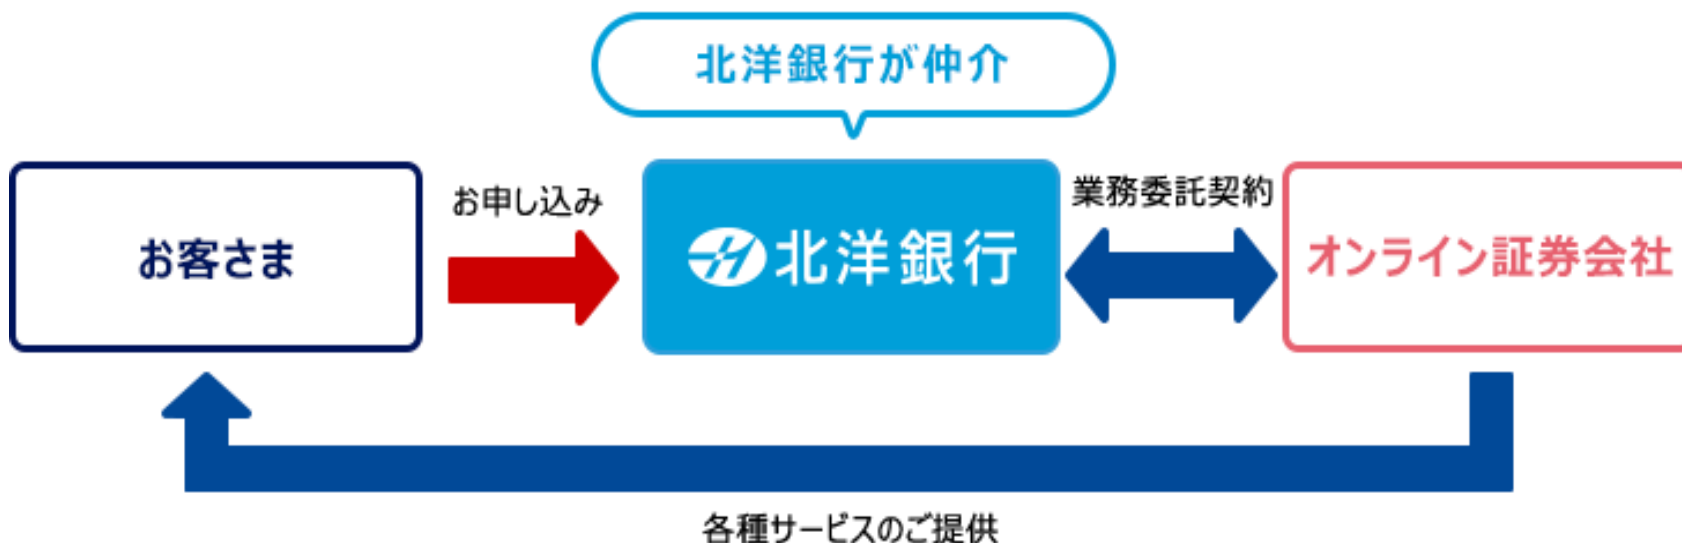 北洋銀行が仲介
お客さま
お申し込み
北洋銀行
業務委託契約
オンライン証券会社
各種サービスのご提供